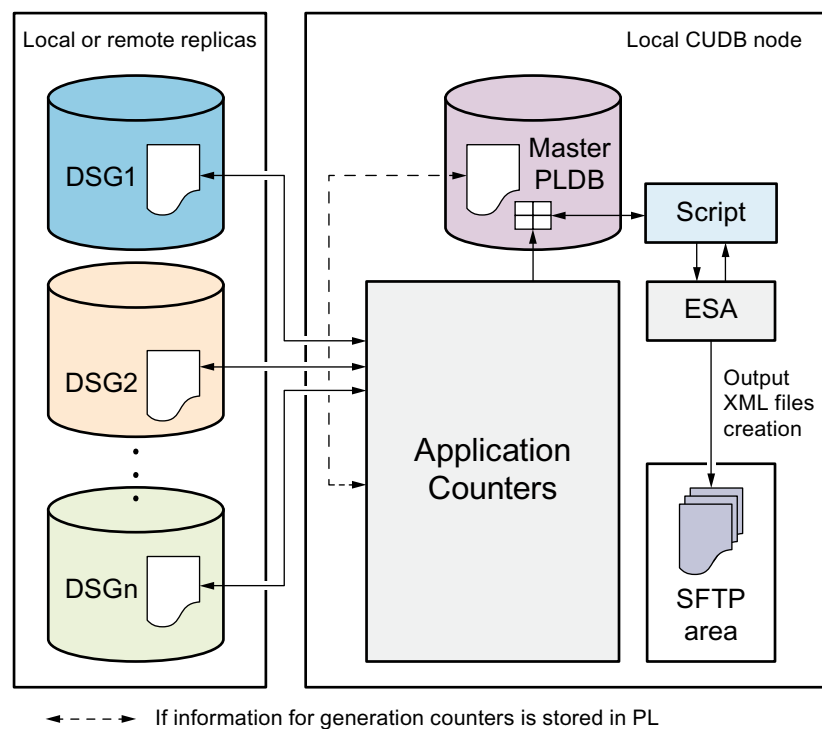 Local or remote replicas
Local CUDB node
DSG1
Master
PLDB
Script
ESA
DSG2
Output
XML files
creation
Application
Counters
DSGn
SFTP
area
If information for generation counters is stored in PL